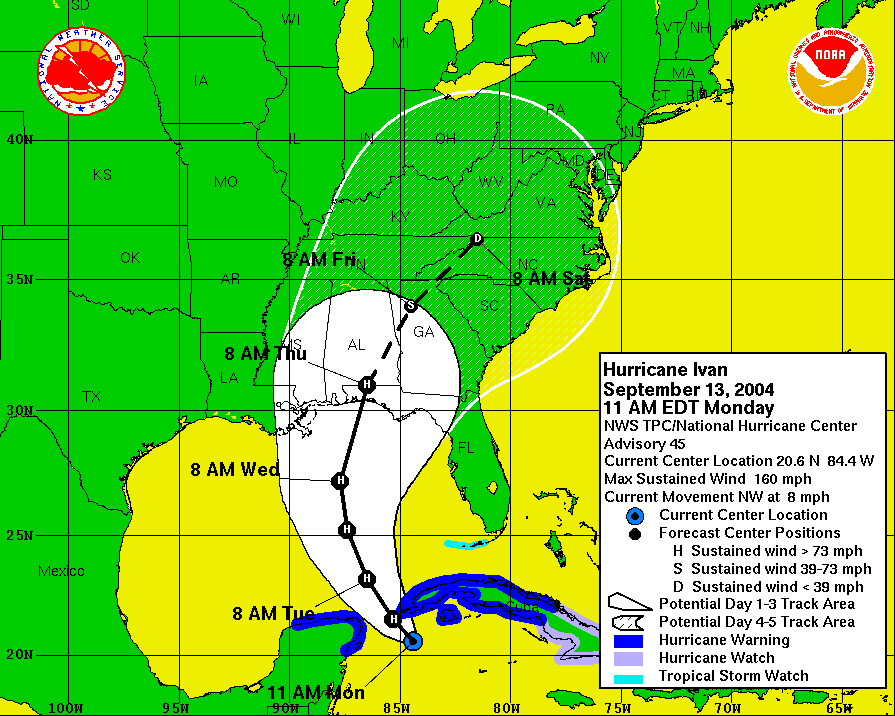 SD
WI
MI
VT
NH
NY
NATIONAL WEATHER SERVICE
NOAA
IA
MA
CT
RI
PA
NJ
40N
IL
IN
OH
MD
DE
KS
MO
WV
VA
KY
D
OK
8 AM Fri
TN
NC
8 AM Sat
35N
AR
S
SC
GA
MS
AL
8 AM Thu
LA
H
TX
30N
FL
8 AM Wed
H
25N
H
Mexico
H
8 AM Tue
H
Cuba
20N
11 AM Mon
100W
95W
90W
85W
80W
75W
70W
65W
Hurricane Ivan
September 13, 2004
11 AM EDT Monday
NWS TPC/National Hurricane Center
Advisory 45
Current Center Location 20.6 N 84.4 W
Max Sustained Wind 160 mph
Current Movement NW at 8 mph
Current Center Location
Forecast Center Positions
H Sustained wind > 73 mph
S Sustained wind 39-73 mph
D Sustained wind < 39 mph
Potential Day 1-3 Track Area
Potential Day 4-5 Track Area
Hurricane Warning
Hurricane Watch
Tropical Storm Watch